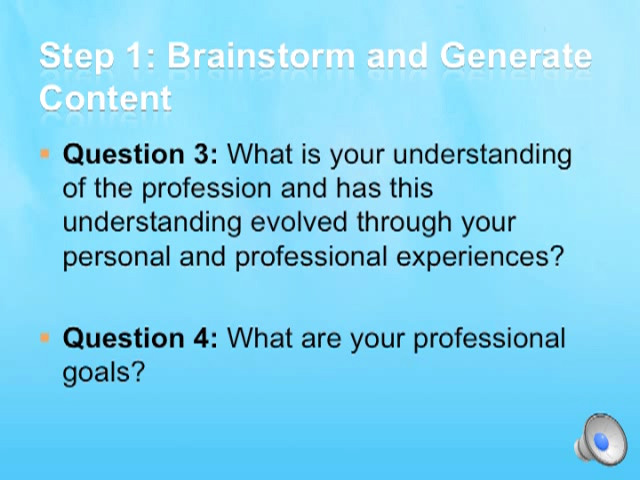 Step 1: Brainstorm and Generate
Content
Question 3: What is your understanding
of the profession and has this
understanding evolved through your
personal and professional experiences?
Question 4: What are your professional
goals?